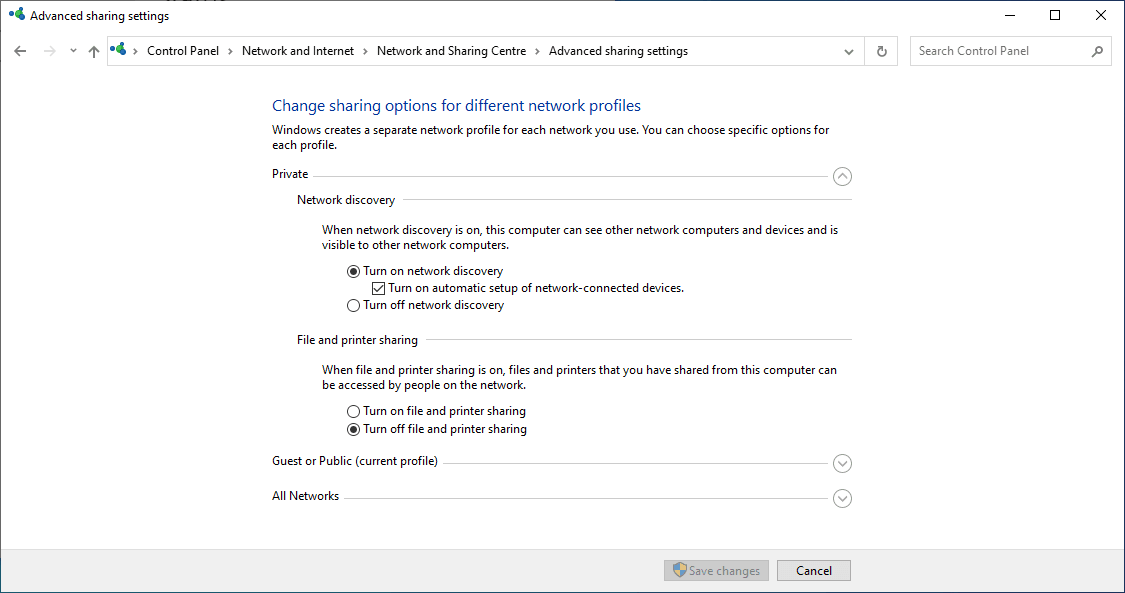 Advanced sharing settings
Control Panel > Network and Internet > Network and Sharing Centre > Advanced sharing settings
Search Control Panel
Change sharing options for different network profiles
Windows creates a separate network profile for each network you use. You can choose specific options for
each profile.
Private
Network discovery
When network discovery is on, this computer can see other network computers and devices and is
visible to other network computers.
Turn on network discovery
Turn on automatic setup of network-connected devices.
Turn off network discovery
File and printer sharing
When file and printer sharing is on, files and printers that you have shared from this computer can
be accessed by people on the network.
Turn on file and printer sharing
Turn off file and printer sharing
Guest or Public (current profile)
All Networks
Save changes
Cancel